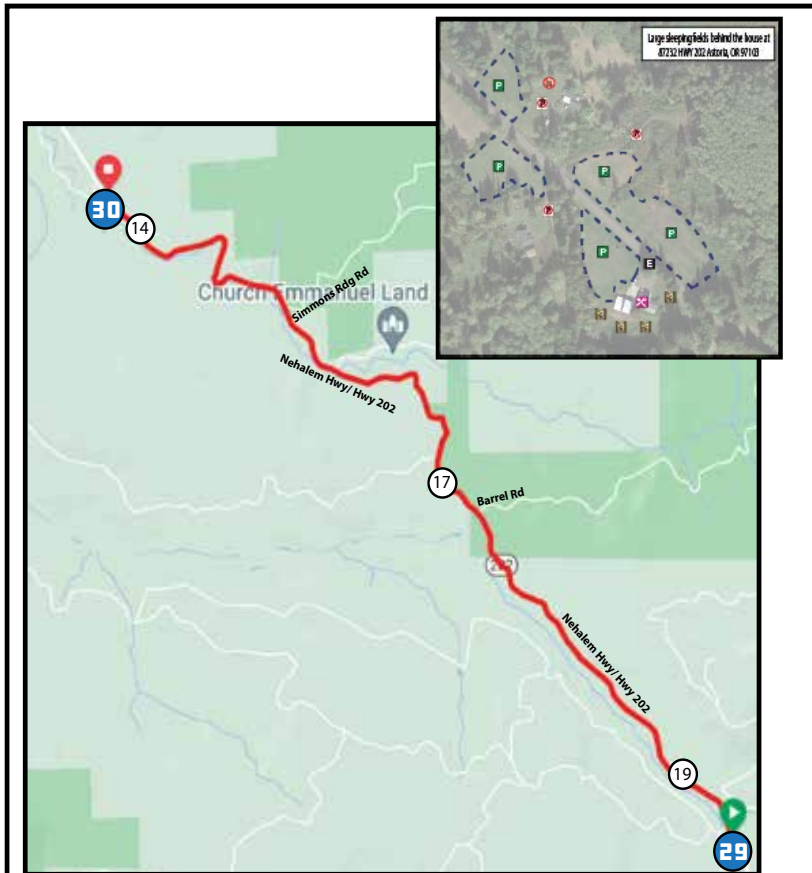 Large sleeping fields behind the house at
87232 HWY 202 Astoria, OR 97103
P
P
P
P
P
E
30
14
Simmons Rdg Rd
Church Emmanuel Land
Nehalem Hwy/ Hwy 202
17
Barrel Rd
202
Nehalem Hwy/ Hwy 202
19
29